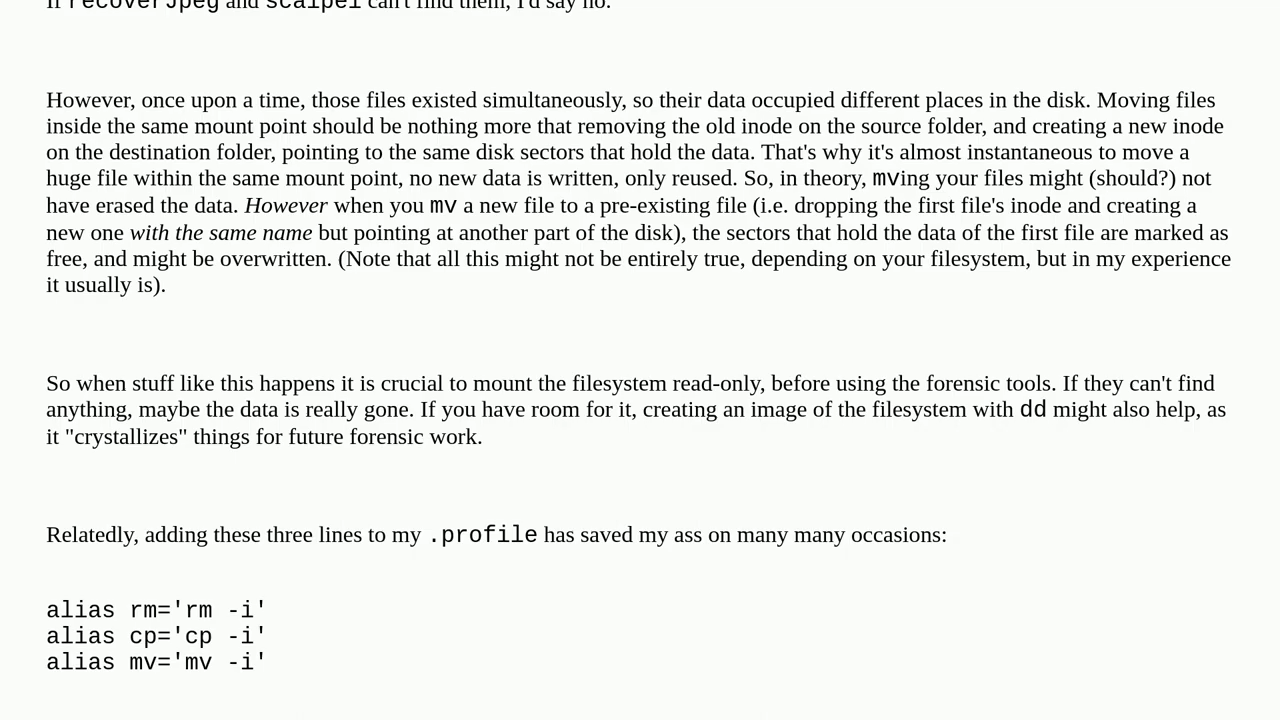 If recoverjpeg and scalpel can't find them, I'd say no.
However, once upon a time, those files existed simultaneously, so their data occupied different places in the disk. Moving files
inside the same mount point should be nothing more that removing the old inode on the source folder, and creating a new inode
on the destination folder, pointing to the same disk sectors that hold the data. That's why it's almost instantaneous to move a
huge file within the same mount point, no new data is written, only reused. So, in theory, mving your files might (should?) not
have erased the data. However when you mv a new file to a pre-existing file (i.e. dropping the first file's inode and creating a
new one with the same name but pointing at another part of the disk), the sectors that hold the data of the first file are marked as
free, and might be overwritten. (Note that all this might not be entirely true, depending on your filesystem, but in my experience
it usually is).
So when stuff like this happens it is crucial to mount the filesystem read-only, before using the forensic tools. If they can't find
anything, maybe the data is really gone. If you have room for it, creating an image of the filesystem with dd might also help, as
it "crystallizes" things for future forensic work.
Relatedly, adding these three lines to my .profile has saved my ass on many many occasions:
alias rm='rm -i'
alias cp='cp -i'
alias mv='mv -i'